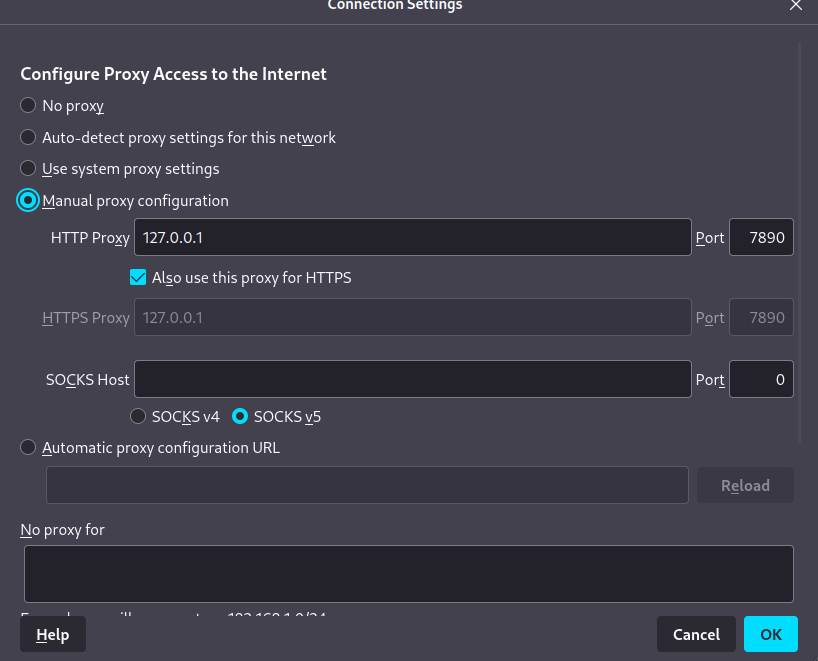 Connection Settings
Configure Proxy Access to the Internet
No proxy
Auto-detect proxy settings for this network
Use system proxy settings
Manual proxy configuration
HTTP Proxy 127.0.0.1 Port 7890
Also use this proxy for HTTPS
HTTPS Proxy 127.0.0.1 Port 7890
SOCKS Host Port 0
SOCKS v4 SOCKS v5
Automatic proxy configuration URL
Reload
No proxy for
Help Cancel OK